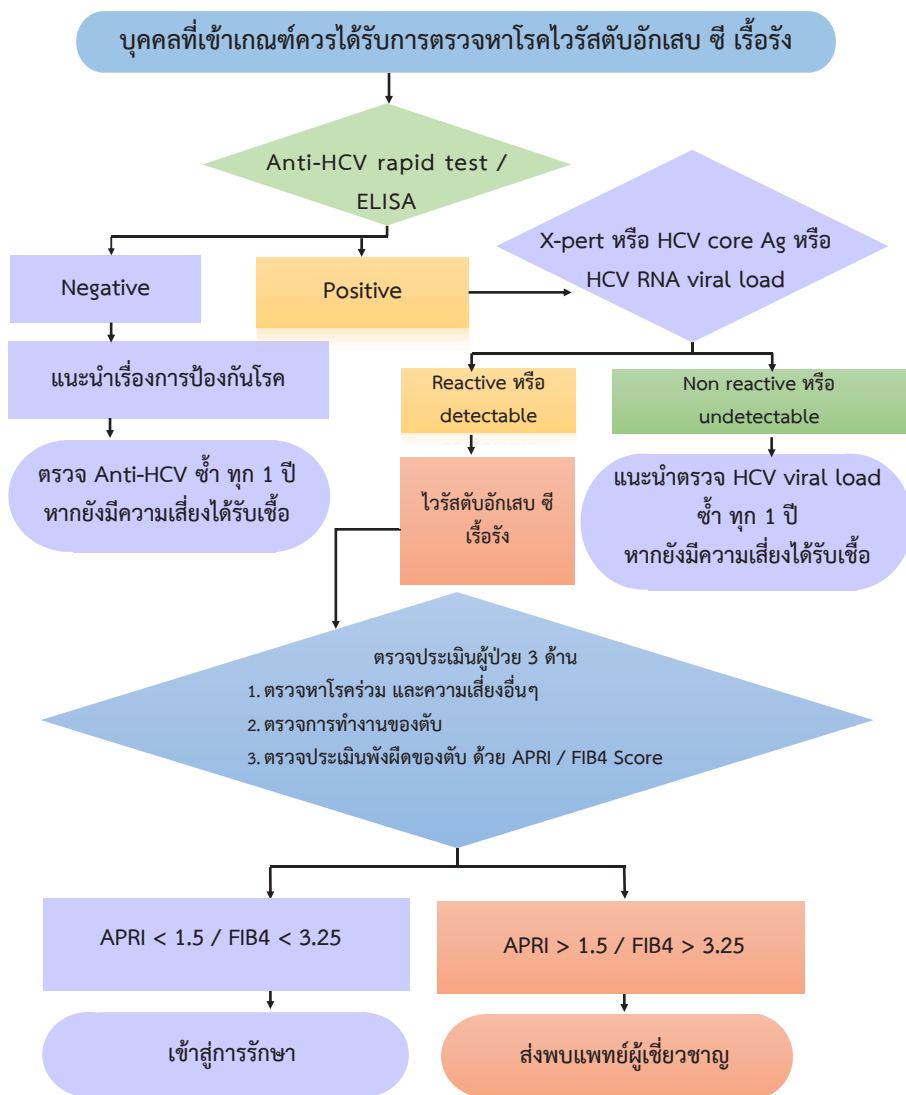 บุคคลที่เข้าเกณฑ์ควรได้รับการตรวจหาโรคไวรัสตับอักเสบ ซี เรื้อรัง
Anti-HCV rapid test /
ELISA
X-pert หรือ HCV core Ag หรือ
HCV RNA viral load
Negative
Positive
แนะนำเรื่องการป้องกันโรค
ตรวจ Anti-HCV ซ้ำ ทุก 1 ปี
หากยังมีความเสี่ยงได้รับเชื้อ
Reactive หรือ
detectable
Non reactive หรือ
undetectable
ไวรัสตับอักเสบ ซี
เรื้อรัง
แนะนำตรวจ HCV viral load
ซ้ำ ทุก 1 ปี
หากยังมีความเสี่ยงได้รับเชื้อ
ตรวจประเมินผู้ป่วย 3 ด้าน
1. ตรวจหาโรคร่วม และความเสี่ยงอื่นๆ
2. ตรวจการทำงานของตับ
3. ตรวจประเมินพังผืดของตับ ด้วย APRI / FIB4 Score
APRI < 1.5 / FIB4 < 3.25
APRI > 1.5 / FIB4 > 3.25
เข้าสู่การรักษา
ส่งพบแพทย์ผู้เชี่ยวชาญ